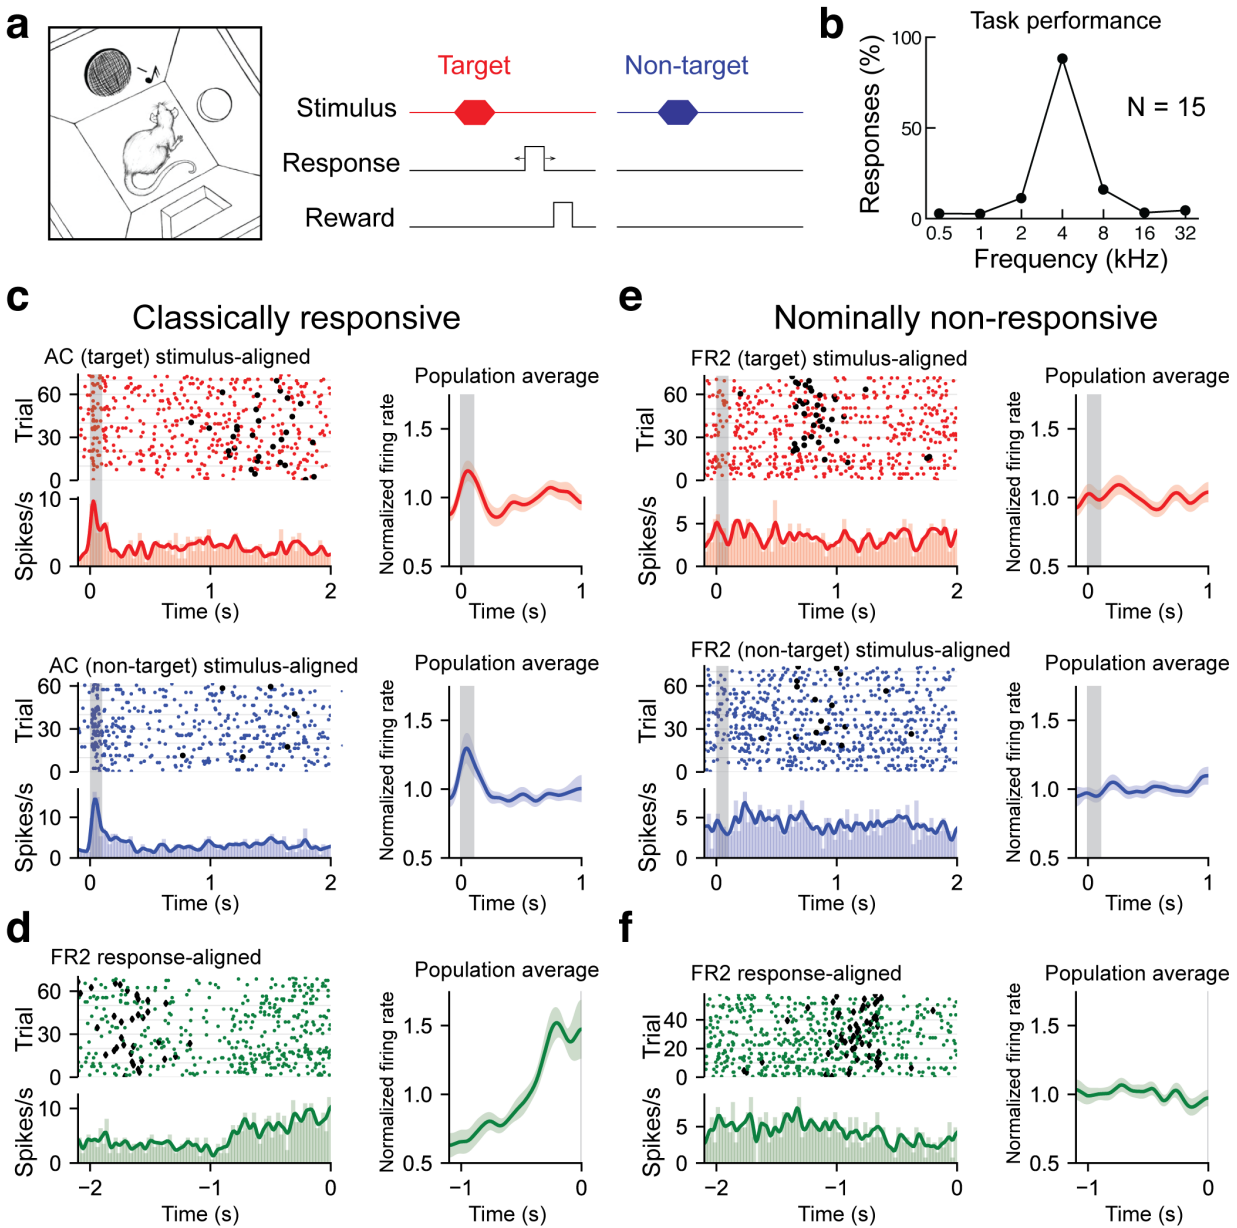 a
Target
Non-target
Stimulus
Response
Reward
b
Task performance
Responses (%)
100
50
0
N = 15
0.5 1 2 4 8 16 32
Frequency (kHz)
c
Classically responsive
AC (target) stimulus-aligned
Trial
60
30
0
Spikes/s
10
0
0 1 2
Time (s)
Population average
Normalized firing rate
1.5
1.0
0.5
0 1
Time (s)
AC (non-target) stimulus-aligned
Trial
60
30
0
Spikes/s
10
0
0 1 2
Time (s)
Population average
Normalized firing rate
1.5
1.0
0.5
0 1
Time (s)
d
FR2 response-aligned
Trial
60
30
0
Spikes/s
10
0
−2 −1 0
Time (s)
Population average
Normalized firing rate
1.5
1.0
0.5
−1 0
Time (s)
e
Nominally non-responsive
FR2 (target) stimulus-aligned
Trial
60
30
0
Spikes/s
5
0
0 1 2
Time (s)
Population average
Normalized firing rate
1.5
1.0
0.5
0 1
Time (s)
FR2 (non-target) stimulus-aligned
Trial
60
30
0
Spikes/s
5
0
0 1 2
Time (s)
Population average
Normalized firing rate
1.5
1.0
0.5
0 1
Time (s)
f
FR2 response-aligned
Trial
40
20
0
Spikes/s
5
0
−2 −1 0
Time (s)
Population average
Normalized firing rate
1.5
1.0
0.5
−1 0
Time (s)